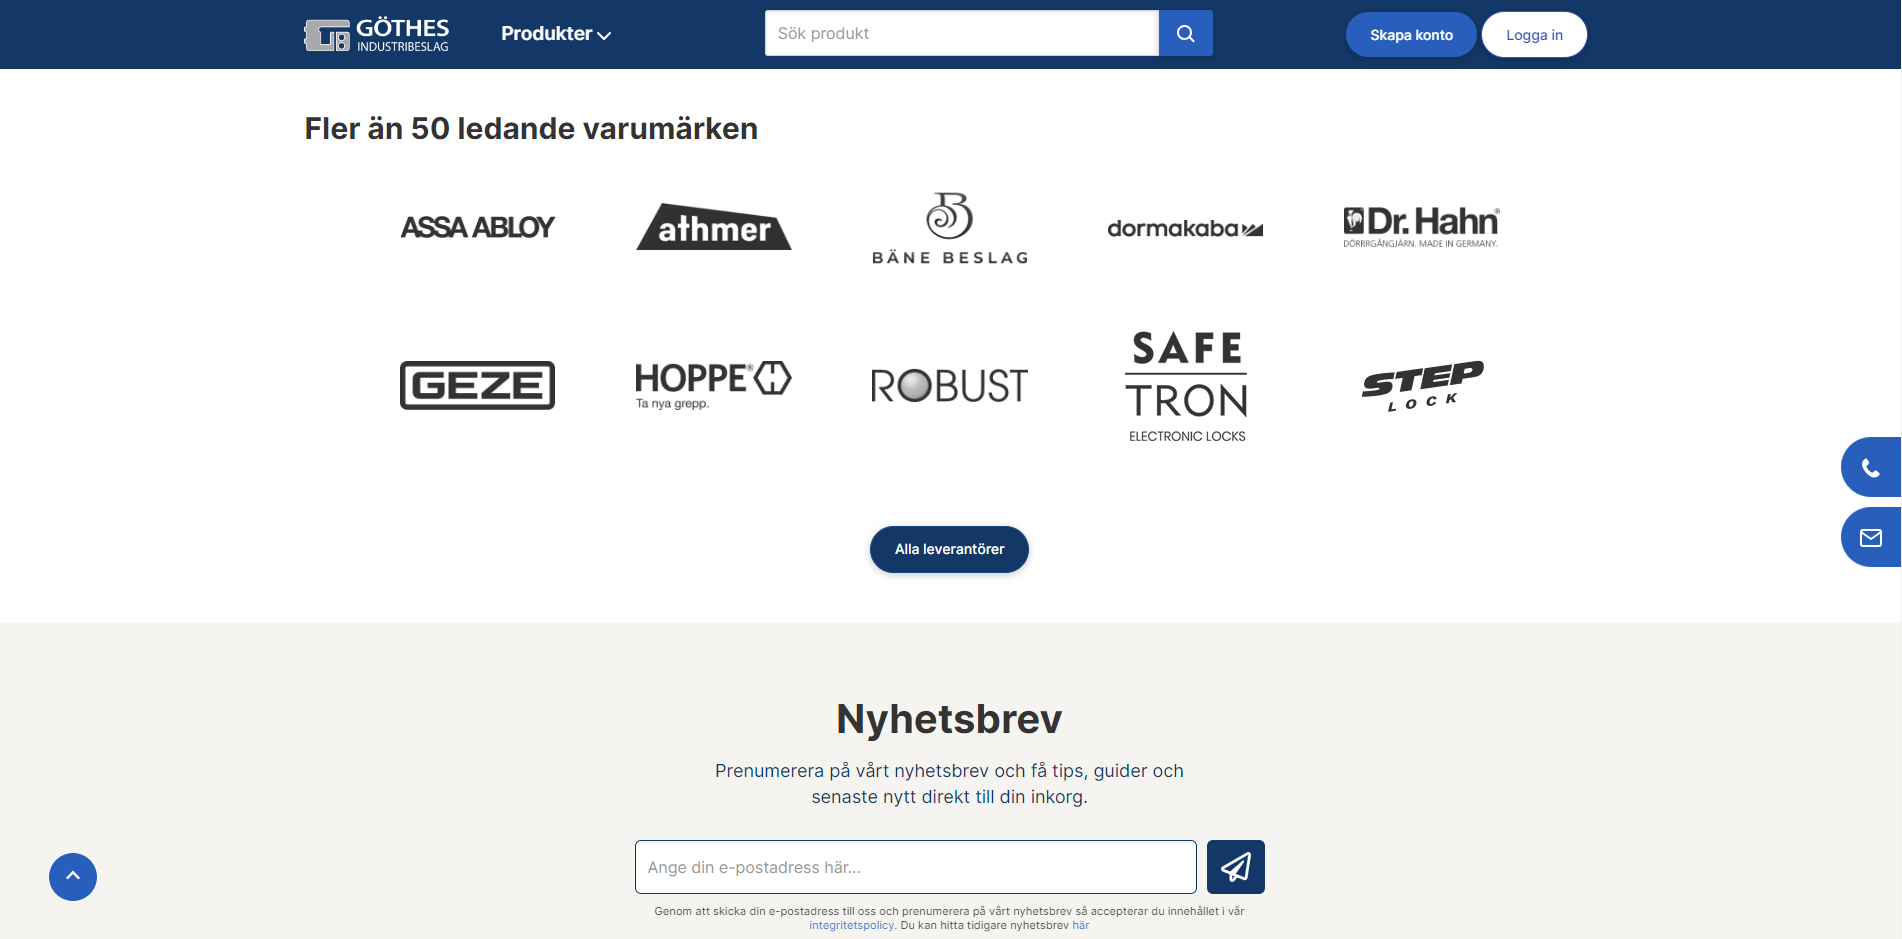 GÖTHES
INDUSTRIBESLAG
Produkter
Sök produkt
Skapa konto
Logga in
Fler än 50 ledande varumärken
ASSA ABLOY
athmer
B
BÄNE BESLAG
dormakaba
Dr. Hahn®
DÖRRRGÅNGJÄRN. MADE IN GERMANY.
GEZE
HOPPE®
Ta nya grepp.
ROBUST
SAFE
TRON
ELECTRONIC LOCKS
STEP
LOCK
Alla leverantörer
Nyhetsbrev
Prenumerera på vårt nyhetsbrev och få tips, guider och
senaste nytt direkt till din inkorg.
Ange din e-postadress här...
Genom att skicka din e-postadress till oss och prenumerera på vårt nyhetsbrev så accepterar du innehållet i vår
integritetspolicy. Du kan hitta tidigare nyhetsbrev här